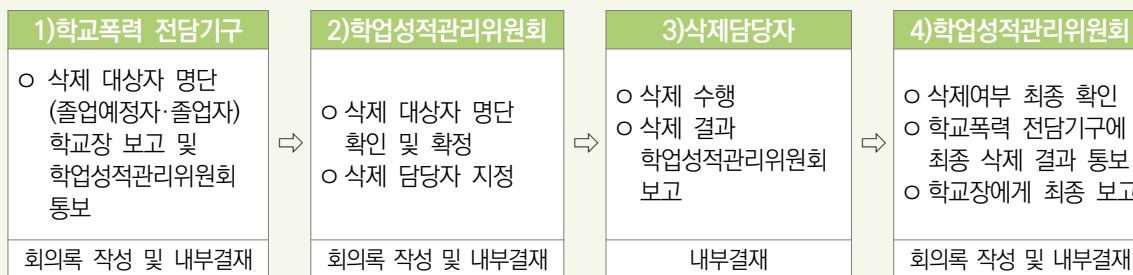 1)학교폭력 전담기구
ㅇ 삭제 대상자 명단
(졸업예정자·졸업자)
학교장 보고 및
학업성적관리위원회
통보
회의록 작성 및 내부결재
⇨
2)학업성적관리위원회
ㅇ 삭제 대상자 명단
확인 및 확정
ㅇ 삭제 담당자 지정
회의록 작성 및 내부결재
⇨
3)삭제담당자
ㅇ 삭제 수행
ㅇ 삭제 결과
학업성적관리위원회
보고
내부결재
⇨
4)학업성적관리위원회
ㅇ 삭제여부 최종 확인
ㅇ 학교폭력 전담기구에
최종 삭제 결과 통보
ㅇ 학교장에게 최종 보고
회의록 작성 및 내부결재